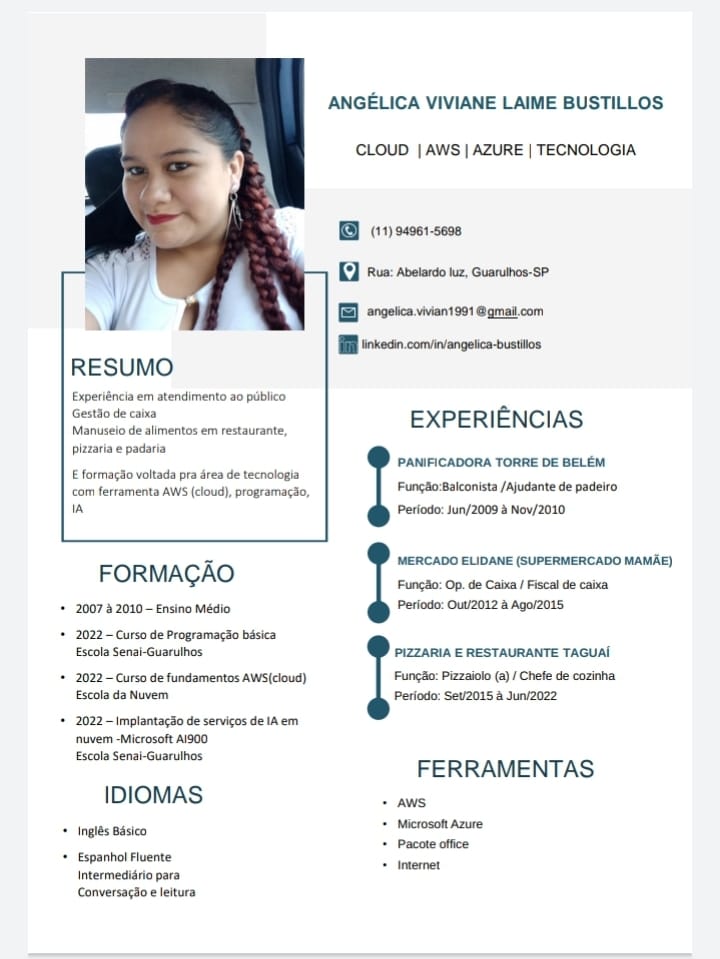 ANGÉLICA VIVIANE LAIME BUSTILLOS
CLOUD | AWS | AZURE | TECNOLOGIA
(11) 94961-5698
Rua: Abelardo luz, Guarulhos-SP
angelica.vivian1991@gmail.com
linkedin.com/in/angelica-bustillos
RESUMO
Experiência em atendimento ao público
Gestão de caixa
Manuseio de alimentos em restaurante,
pizzaria e padaria
E formação voltada pra área de tecnologia
com ferramenta AWS (cloud), programação,
IA
FORMAÇÃO
• 2007 à 2010 – Ensino Médio
• 2022 – Curso de Programação básica
Escola Senai-Guarulhos
• 2022 – Curso de fundamentos AWS(cloud)
Escola da Nuvem
• 2022 – Implantação de serviços de IA em
nuvem -Microsoft AI900
Escola Senai-Guarulhos
IDIOMAS
• Inglês Básico
• Espanhol Fluente
Intermediário para
Conversação e leitura
EXPERIÊNCIAS
PANIFICADORA TORRE DE BELÉM
Função:Balconista /Ajudante de padeiro
Período: Jun/2009 à Nov/2010
MERCADO ELIDANE (SUPERMERCADO MAMÃE)
Função: Op. de Caixa / Fiscal de caixa
Período: Out/2012 à Ago/2015
PIZZARIA E RESTAURANTE TAGUAÍ
Função: Pizzaiolo (a) / Chefe de cozinha
Período: Set/2015 à Jun/2022
FERRAMENTAS
• AWS
• Microsoft Azure
• Pacote office
• Internet